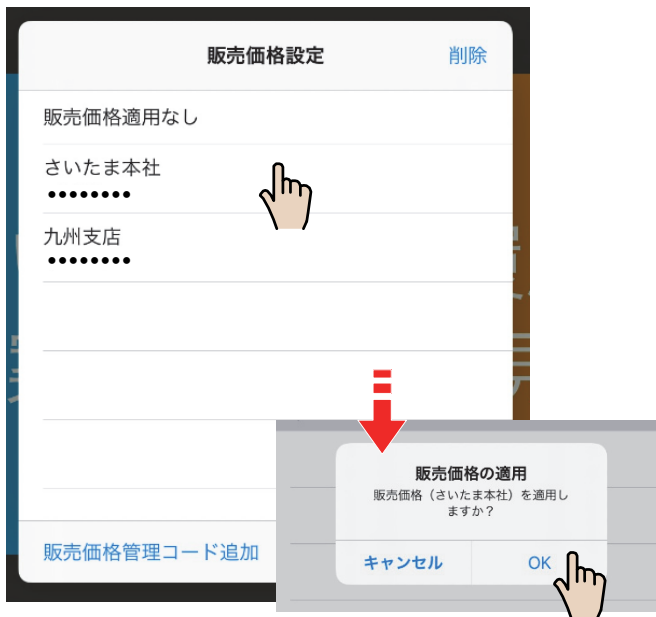 販売価格設定
削除
販売価格適用なし
さいたま本社
••••••••
九州支店
••••••••
販売価格管理コード追加
販売価格の適用
販売価格（さいたま本社）を適用し
ますか？
キャンセル
OK